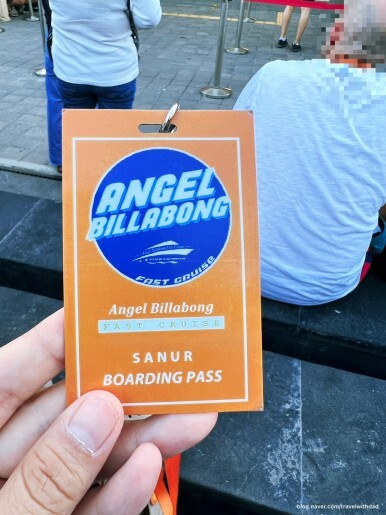 ANGEL
BILLABONG
FAST CRUISE
Angel Billabong
FAST CRUISE
SANUR
BOARDING PASS
blog.naver.com/travelwithdad